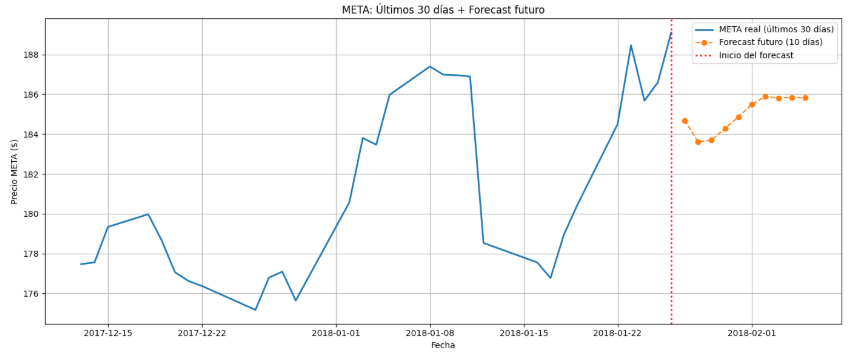 META: Últimos 30 días + Forecast futuro
META real (últimos 30 días)
Forecast futuro (10 días)
Inicio del forecast
Precio META ($)
188
186
184
182
180
178
176
2017-12-15
2017-12-22
2018-01-01
2018-01-08
2018-01-15
2018-01-22
2018-02-01
Fecha